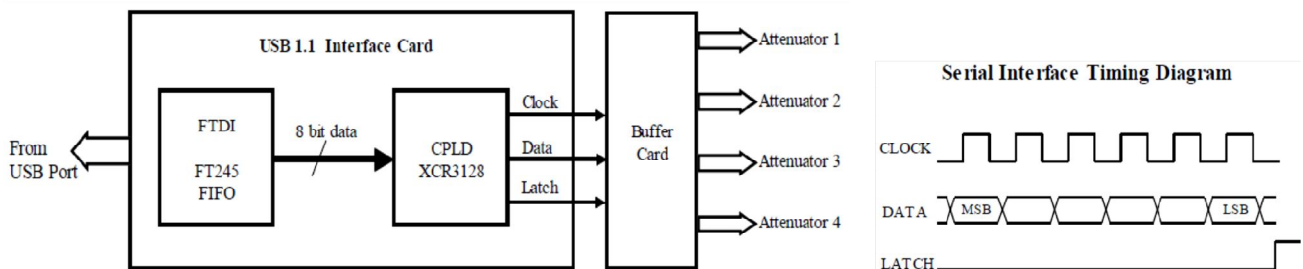 USB 1.1 Interface Card
FTDI
FT245
FIFO
8 bit data
CPLD
XCR3128
Clock
Data
Latch
From
USB Port
Buffer
Card
Attenuator 1
Attenuator 2
Attenuator 3
Attenuator 4
Serial Interface Timing Diagram
CLOCK
DATA
MSB
LSB
LATCH